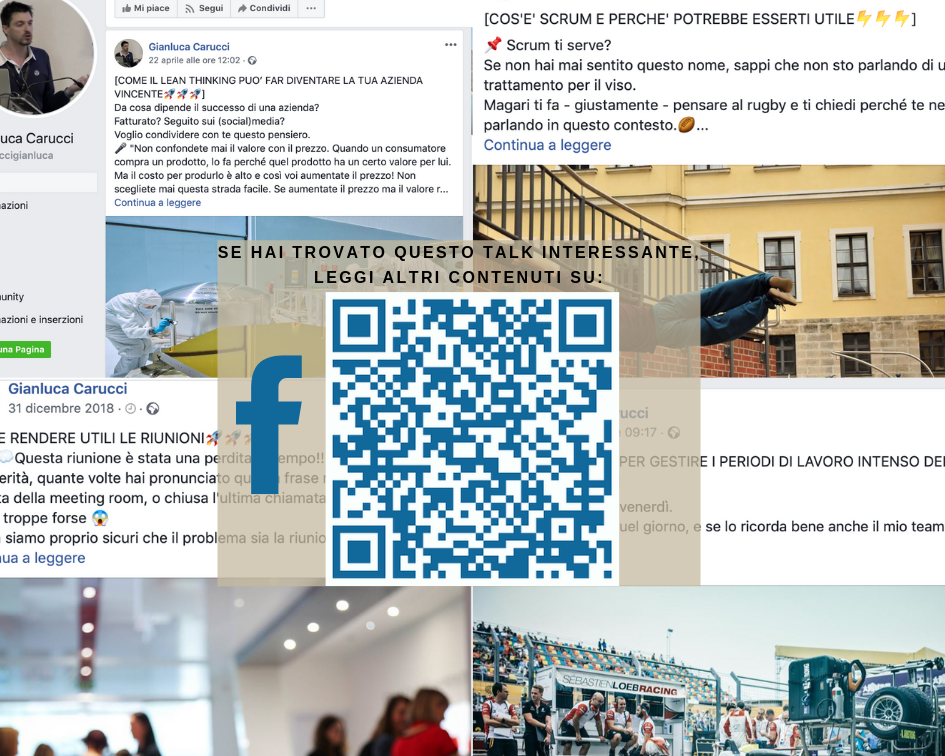 Mi piace
Segui
Condividi
...
uca Carucci
ccigianluca
nazioni
unity
nazioni e inserzioni
una Pagina
Gianluca Carucci
22 aprile alle ore 12:02 ·
[COME IL LEAN THINKING PUO' FAR DIVENTARE LA TUA AZIENDA
VINCENTE🚀🚀🚀]
Da cosa dipende il successo di una azienda?
Fatturato? Seguito sui (social)media?
Voglio condividere con te questo pensiero.
🎤 "Non confondete mai il valore con il prezzo. Quando un consumatore
compra un prodotto, lo fa perché quel prodotto ha un certo valore per lui.
Ma il costo per produrlo è alto e così voi aumentate il prezzo! Non
scegliete mai questa strada facile. Se aumentate il prezzo ma il valore r...
Continua a leggere
[COS'E' SCRUM E PERCHE' POTREBBE ESSERTI UTILE⚡⚡⚡]
📌 Scrum ti serve?
Se non hai mai sentito questo nome, sappi che non sto parlando di u
trattamento per il viso.
Magari ti fa - giustamente - pensare al rugby e ti chiedi perché te ne
parlando in questo contesto.🏉...
Continua a leggere
SE HAI TROVATO QUESTO TALK INTERESSANTE,
LEGGI ALTRI CONTENUTI SU:
f
Gianluca Carucci
31 dicembre 2018 ·
E RENDERE UTILI LE RIUNIONI🚀🚀
Questa riunione è stata una perdita tempo!!
erità, quante volte hai pronunciato frase
ta della meeting room, o chiusa l'ultima chiamata
troppe forse 😱
siamo proprio sicuri che il problema sia la riunio
nua a leggere
rucci
09:17 ·
PER GESTIRE I PERIODI DI LAVORO INTENSO DEL
venerdì.
uel giorno, e se lo ricorda bene anche il mio team
SEBASTIEN LOEB RACING